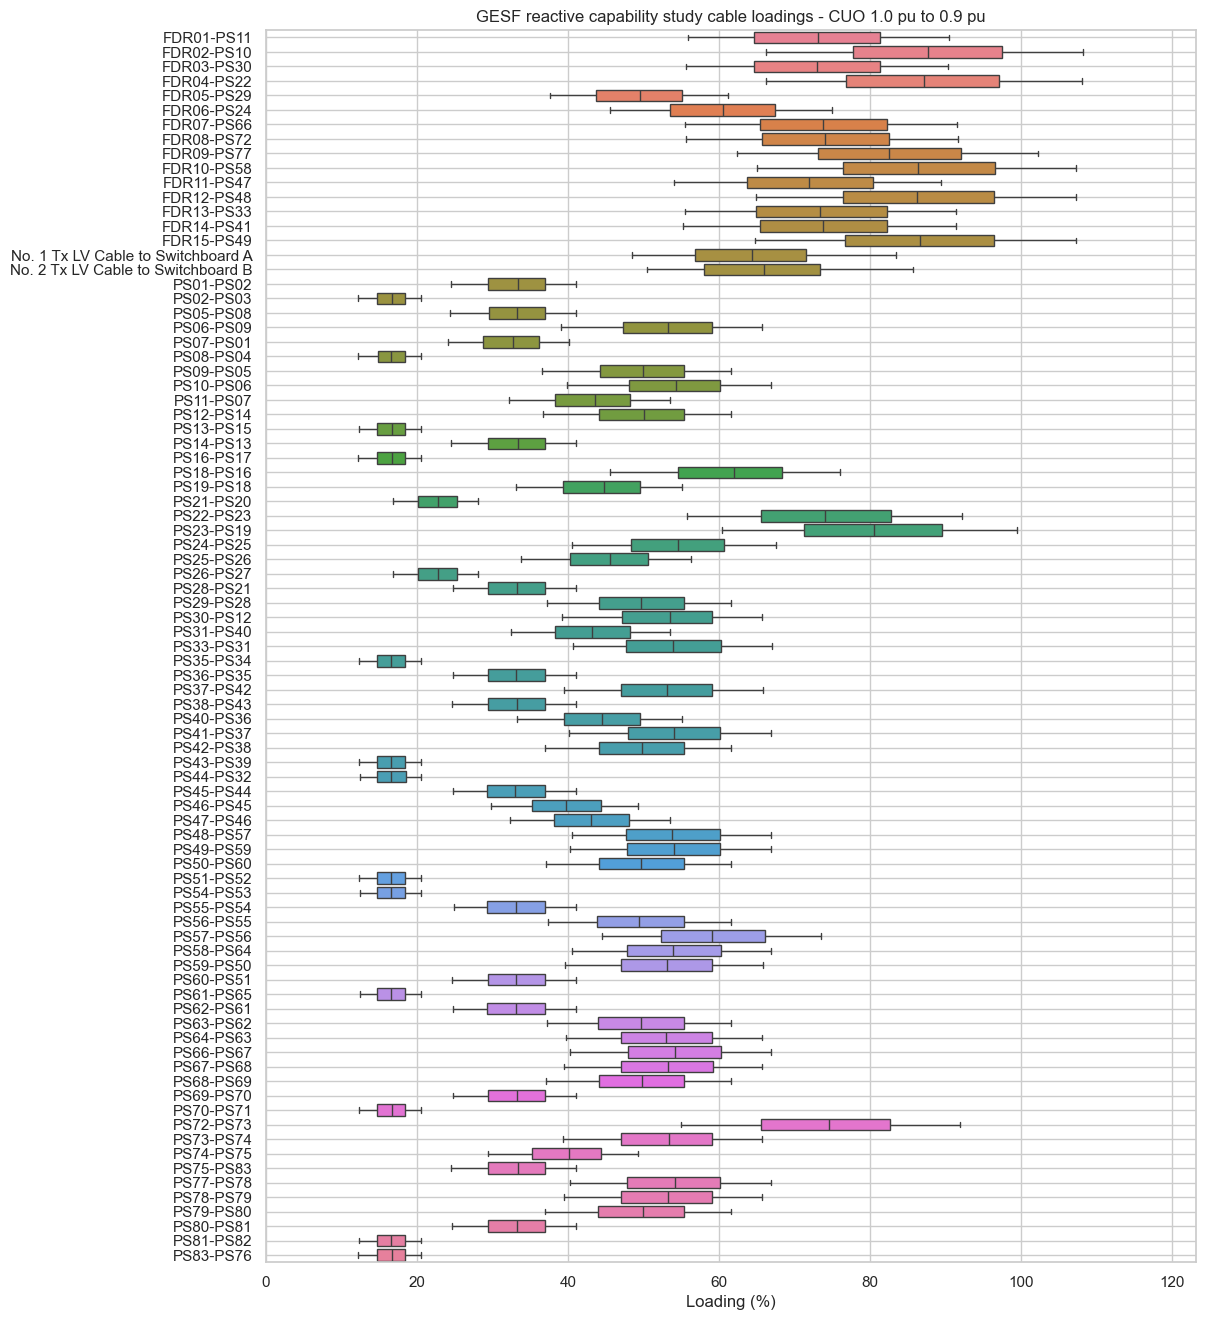 GESF reactive capability study cable loadings - CUO 1.0 pu to 0.9 pu
FDR01-PS11
FDR02-PS10
FDR03-PS30
FDR04-PS22
FDR05-PS29
FDR06-PS24
FDR07-PS66
FDR08-PS72
FDR09-PS77
FDR10-PS58
FDR11-PS47
FDR12-PS48
FDR13-PS33
FDR14-PS41
FDR15-PS49
No. 1 Tx LV Cable to Switchboard A
No. 2 Tx LV Cable to Switchboard B
PS01-PS02
PS02-PS03
PS05-PS08
PS06-PS09
PS07-PS01
PS08-PS04
PS09-PS05
PS10-PS06
PS11-PS07
PS12-PS14
PS13-PS15
PS14-PS13
PS16-PS17
PS18-PS16
PS19-PS18
PS21-PS20
PS22-PS23
PS23-PS19
PS24-PS25
PS25-PS26
PS26-PS27
PS28-PS21
PS29-PS28
PS30-PS12
PS31-PS40
PS33-PS31
PS35-PS34
PS36-PS35
PS37-PS42
PS38-PS43
PS40-PS36
PS41-PS37
PS42-PS38
PS43-PS39
PS44-PS32
PS45-PS44
PS46-PS45
PS47-PS46
PS48-PS57
PS49-PS59
PS50-PS60
PS51-PS52
PS54-PS53
PS55-PS54
PS56-PS55
PS57-PS56
PS58-PS64
PS59-PS50
PS60-PS51
PS61-PS65
PS62-PS61
PS63-PS62
PS64-PS63
PS66-PS67
PS67-PS68
PS68-PS69
PS69-PS70
PS70-PS71
PS72-PS73
PS73-PS74
PS74-PS75
PS75-PS83
PS77-PS78
PS78-PS79
PS79-PS80
PS80-PS81
PS81-PS82
PS83-PS76
0 20 40 60 80 100 120
Loading (%)